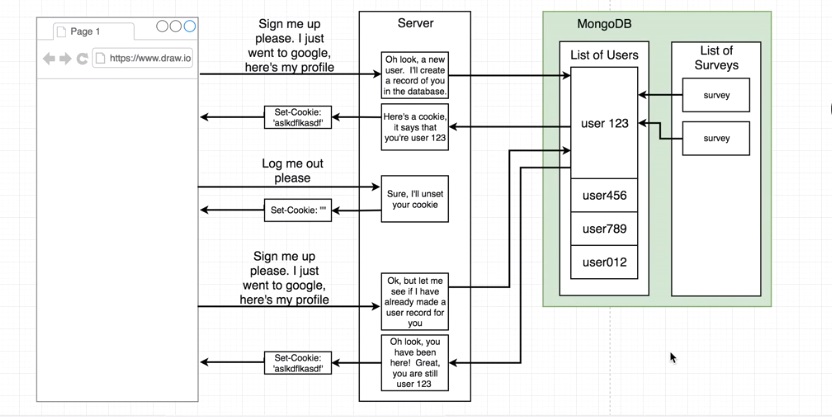 Page 1
https://www.draw.io
Sign me up
please. I just
went to google,
here's my profile
Set-Cookie:
'aslkdflkasdf'
Log me out
please
Set-Cookie: ""
Sign me up
please. I just
went to google,
here's my profile
Set-Cookie:
'aslkdflkasdf'
Server
Oh look, a new
user. I'll create
a record of you
in the database.
Here's a cookie,
it says that
you're user 123
Sure, I'll unset
your cookie
Ok, but let me
see if I have
already made a
user record for
you
Oh look, you
have been
here! Great,
you are still
user 123
MongoDB
List of Users
user 123
user456
user789
user012
List of
Surveys
survey
survey